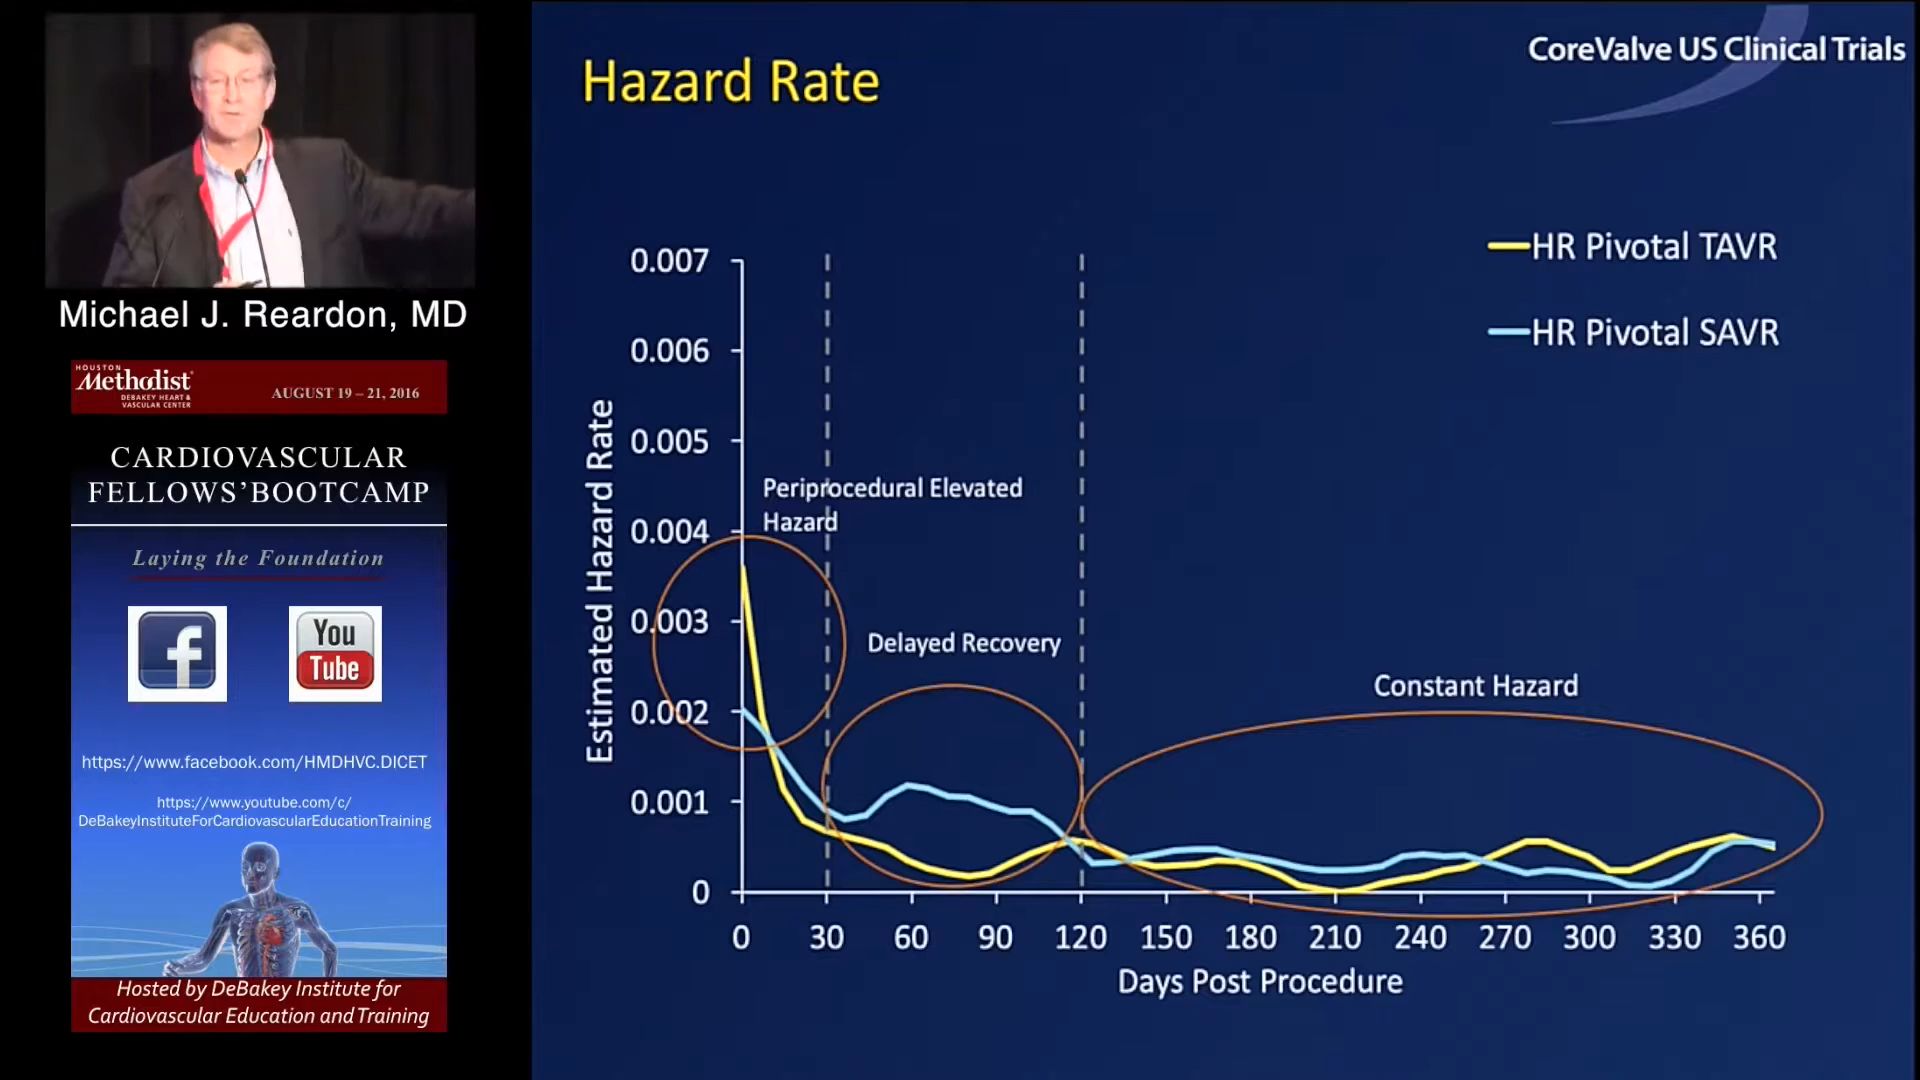 Michael J. Reardon, MD
HOUSTON
Methodist
DEBAKEY HEART &
VASCULAR CENTER
AUGUST 19 – 21, 2016
CARDIOVASCULAR
FELLOWS’BOOTCAMP
Laying the Foundation
f
You
Tube
https://www.facebook.com/HMDHVC.DICET
https://www.youtube.com/c/
DeBakeyInstituteForCardiovascularEducationTraining
Hosted by DeBakey Institute for
Cardiovascular Education and Training
CoreValve US Clinical Trials
Hazard Rate
HR Pivotal TAVR
HR Pivotal SAVR
Estimated Hazard Rate
0.007
0.006
0.005
0.004
0.003
0.002
0.001
0
Periprocedural Elevated
Hazard
Delayed Recovery
Constant Hazard
0 30 60 90 120 150 180 210 240 270 300 330 360
Days Post Procedure